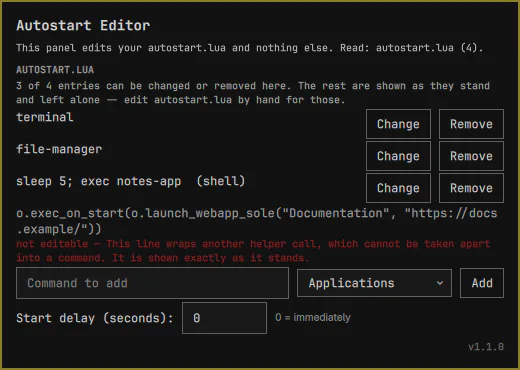 Autostart Editor
This panel edits your autostart.lua and nothing else. Read: autostart.lua (4).
AUTOSTART.LUA
3 of 4 entries can be changed or removed here. The rest are shown as they stand
and left alone — edit autostart.lua by hand for those.
terminal
Change
Remove
file-manager
Change
Remove
sleep 5; exec notes-app (shell)
Change
Remove
o.exec_on_start(o.launch_webapp_sole("Documentation", "https://docs
.example/"))
not editable — This line wraps another helper call, which cannot be taken apart
into a command. It is shown exactly as it stands.
Command to add
Applications
Add
Start delay (seconds):
0
0 = immediately
v1.1.0